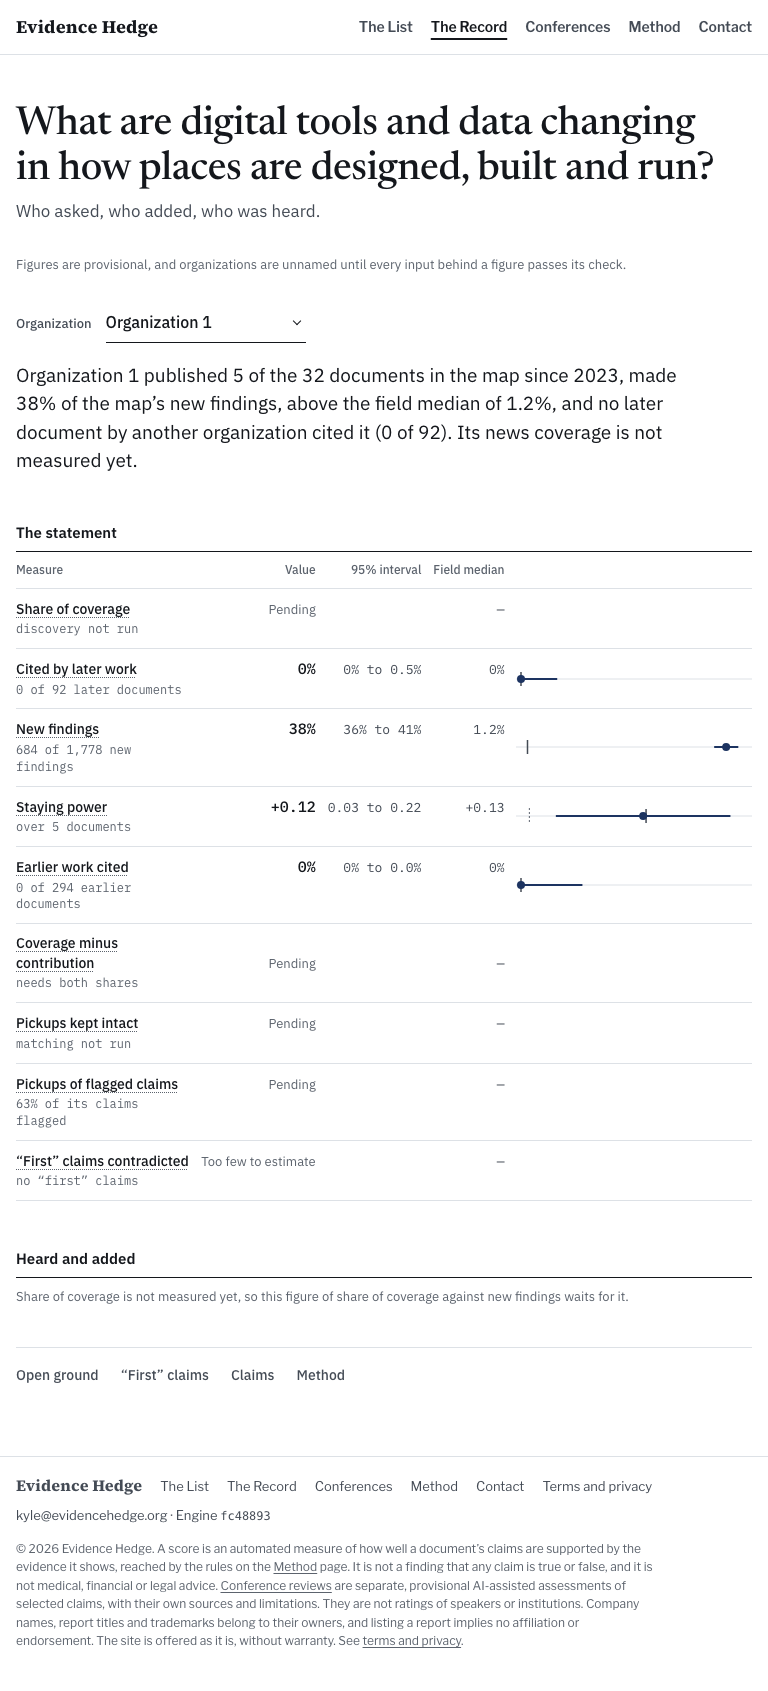 Evidence Hedge
The List The Record Conferences Method Contact
What are digital tools and data changing
in how places are designed, built and run?
Who asked, who added, who was heard.
Figures are provisional, and organizations are unnamed until every input behind a figure passes its check.
Organization Organization 1
Organization 1 published 5 of the 32 documents in the map since 2023, made
38% of the map’s new findings, above the field median of 1.2%, and no later
document by another organization cited it (0 of 92). Its news coverage is not
measured yet.
The statement
Measure Value 95% interval Field median
Share of coverage Pending –
discovery not run
Cited by later work 0% 0% to 0.5% 0%
0 of 92 later documents
New findings 38% 36% to 41% 1.2%
684 of 1,778 new
findings
Staying power +0.12 0.03 to 0.22 +0.13
over 5 documents
Earlier work cited 0% 0% to 0.0% 0%
0 of 294 earlier
documents
Coverage minus
contribution Pending –
needs both shares
Pickups kept intact Pending –
matching not run
Pickups of flagged claims Pending –
63% of its claims
flagged
“First” claims contradicted Too few to estimate –
no “first” claims
Heard and added
Share of coverage is not measured yet, so this figure of share of coverage against new findings waits for it.
Open ground “First” claims Claims Method
Evidence Hedge The List The Record Conferences Method Contact Terms and privacy
kyle@evidencehedge.org · Engine fc48893
© 2026 Evidence Hedge. A score is an automated measure of how well a document’s claims are supported by the
evidence it shows, reached by the rules on the Method page. It is not a finding that any claim is true or false, and it is
not medical, financial or legal advice. Conference reviews are separate, provisional AI-assisted assessments of
selected claims, with their own sources and limitations. They are not ratings of speakers or institutions. Company
names, report titles and trademarks belong to their owners, and listing a report implies no affiliation or
endorsement. The site is offered as it is, without warranty. See terms and privacy.